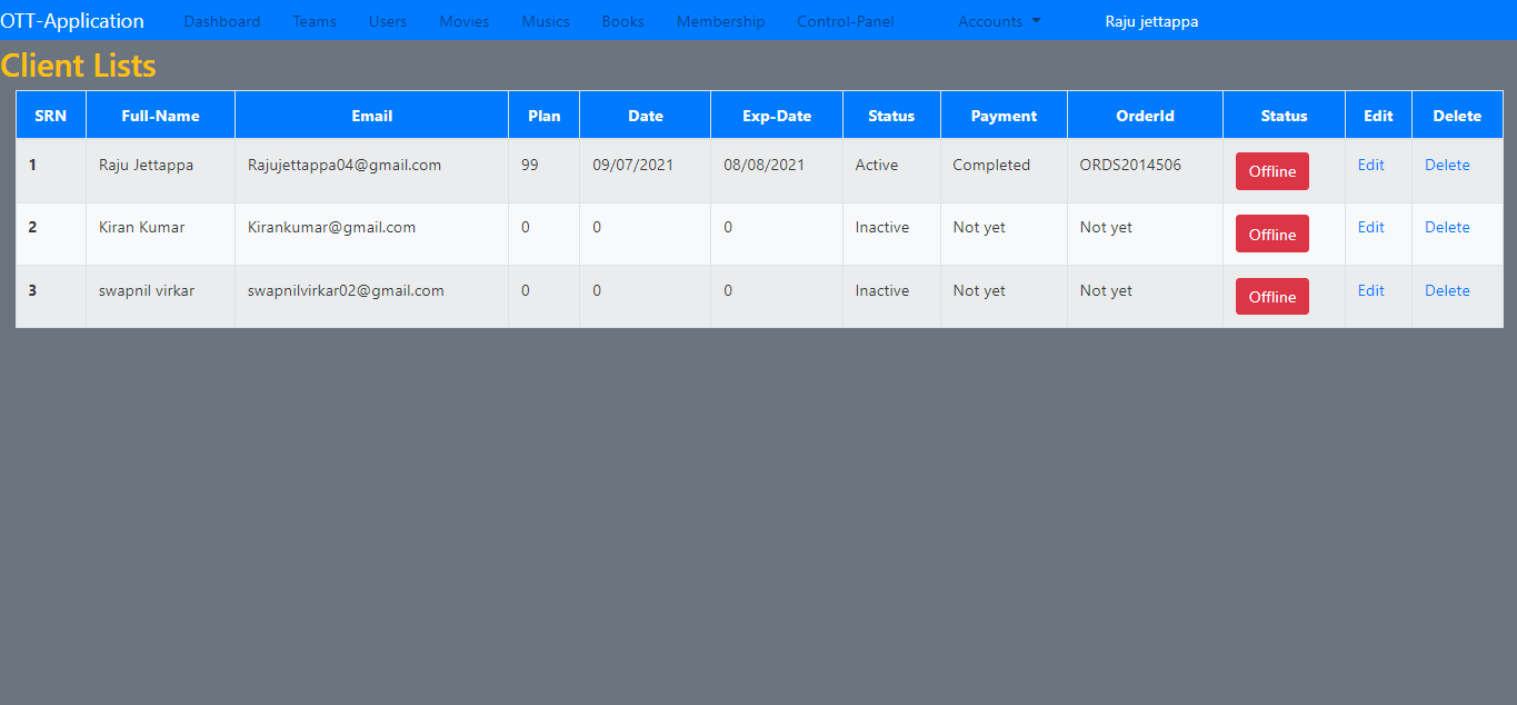 OTT-Application Dashboard Teams Users Movies Musics Books Membership Control-Panel Accounts Raju jettappa
Client Lists
SRN Full-Name Email Plan Date Exp-Date Status Payment OrderId Status Edit Delete
1 Raju Jettappa Rajujettappa04@gmail.com 99 09/07/2021 08/08/2021 Active Completed ORDS2014506 Offline Edit Delete
2 Kiran Kumar Kirankumar@gmail.com 0 0 0 Inactive Not yet Not yet Offline Edit Delete
3 swapnil virkar swapnilvirkar02@gmail.com 0 0 0 Inactive Not yet Not yet Offline Edit Delete